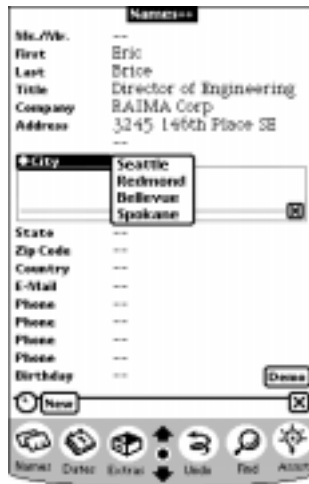 Names++
Mr./Mr. --
First Eric
Last Brice
Title Director of Engineering
Company RAIMA Corp
Address 3245 146th Place SE
--
City
Seattle
Redmond
Bellevue
Spokane
State --
Zip Code --
Country --
E-Mail --
Phone --
Phone --
Phone --
Phone --
Birthday --
Demo
New
Names Dates Extras Undo Find Assist